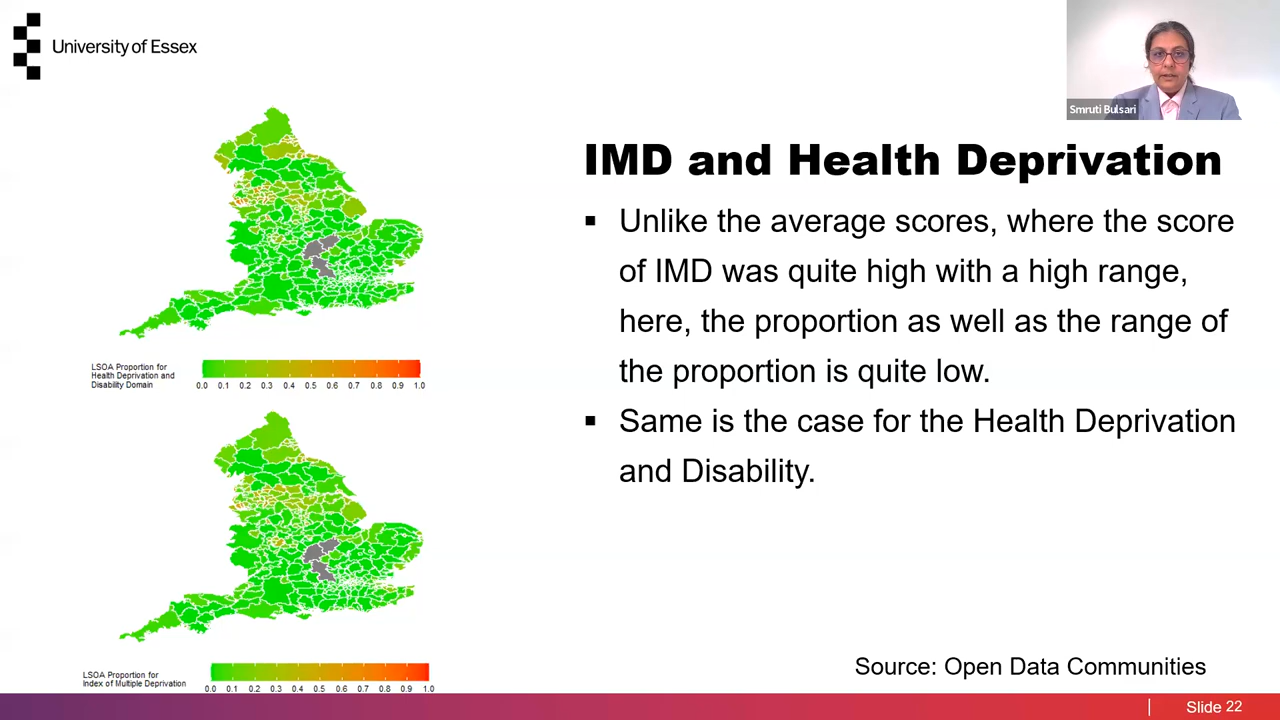 University of Essex
Smruti Bulsari
IMD and Health Deprivation
▪ Unlike the average scores, where the score
of IMD was quite high with a high range,
here, the proportion as well as the range of
the proportion is quite low.
▪ Same is the case for the Health Deprivation
and Disability.
LSOA Proportion for
Health Deprivation and
Disability Domain
0.0 0.1 0.2 0.3 0.4 0.5 0.6 0.7 0.8 0.9 1.0
LSOA Proportion for
Index of Multiple Deprivation
0.0 0.1 0.2 0.3 0.4 0.5 0.6 0.7 0.8 0.9 1.0
Source: Open Data Communities
Slide 22